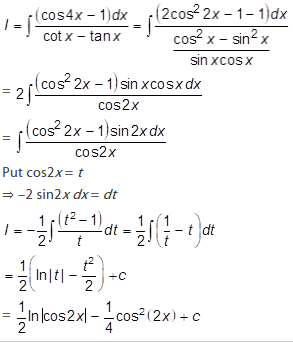 I = ∫ (cos4x − 1)dx / (cot x − tan x) = ∫ (2cos² 2x − 1 − 1)dx / ((cos² x − sin² x) / (sin x cos x))
= 2∫ (cos² 2x − 1) sin x cos x dx / cos2x
= ∫ (cos² 2x − 1) sin 2x dx / cos2x
Put cos2x = t
⇒ –2 sin2x dx = dt
I = −1/2 ∫ (t² − 1)/t dt = 1/2 ∫ (1/t − t) dt
= 1/2 (ln|t| − t²/2) + c
= 1/2 ln|cos2x| − 1/4 cos² (2x) + c